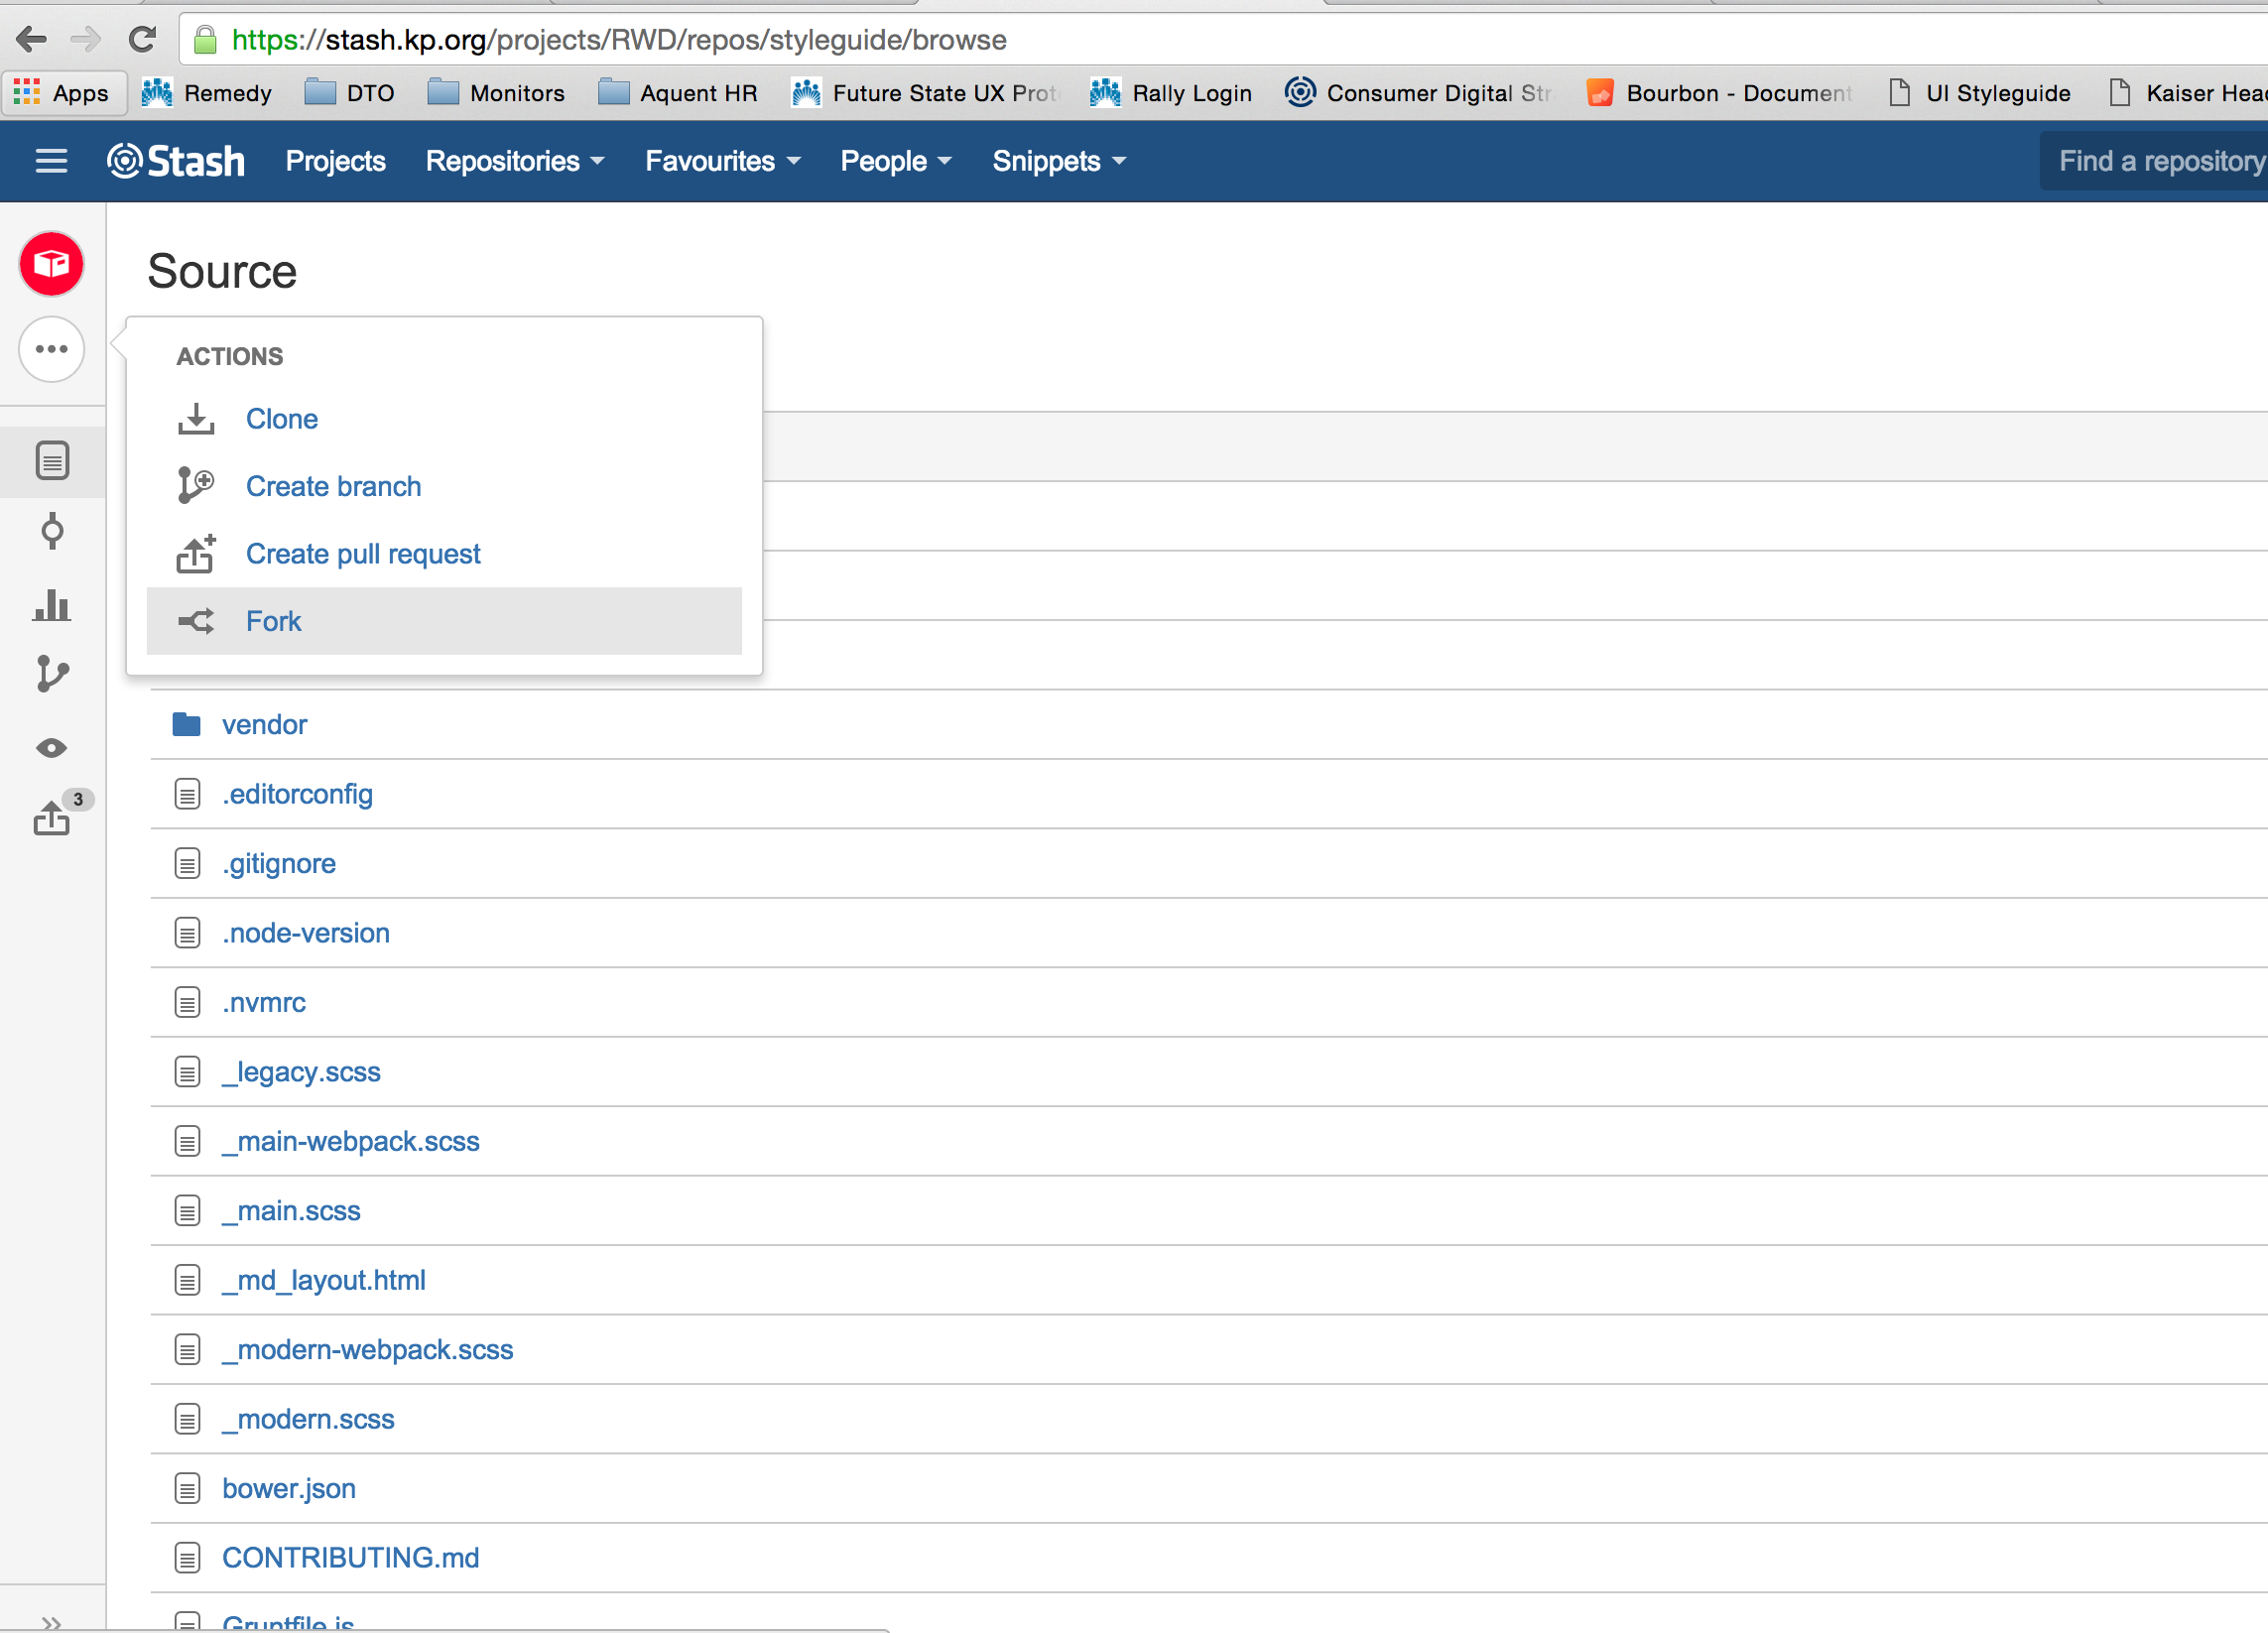 https://stash.kp.org/projects/RWD/repos/styleguide/browse
Apps Remedy DTO Monitors Aquent HR Future State UX Prot Rally Login Consumer Digital Str Bourbon - Document UI Styleguide Kaiser Head
Stash Projects Repositories Favourites People Snippets Find a repository
Source
ACTIONS
Clone
Create branch
Create pull request
Fork
vendor
.editorconfig
3
.gitignore
.node-version
.nvmrc
_legacy.scss
_main-webpack.scss
_main.scss
_md_layout.html
_modern-webpack.scss
_modern.scss
bower.json
CONTRIBUTING.md
Gruntfile.js